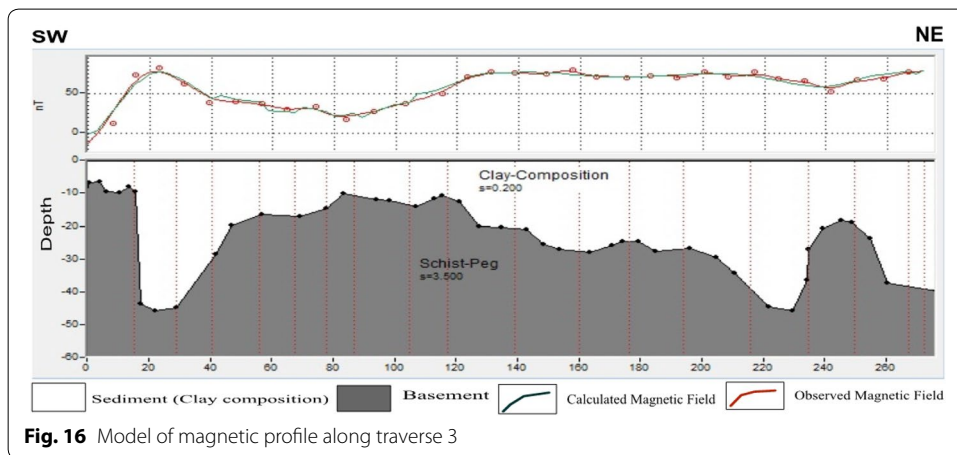 SW NE
50
0
nT
0
-10
-20
-30
-40
-50
-60
Depth
Clay-Composition
s=0.200
Schist-Peg
s=3.500
0 20 40 60 80 100 120 140 160 180 200 220 240 260
Sediment (Clay composition) Basement Calculated Magnetic Field Observed Magnetic Field
Fig. 16 Model of magnetic profile along traverse 3